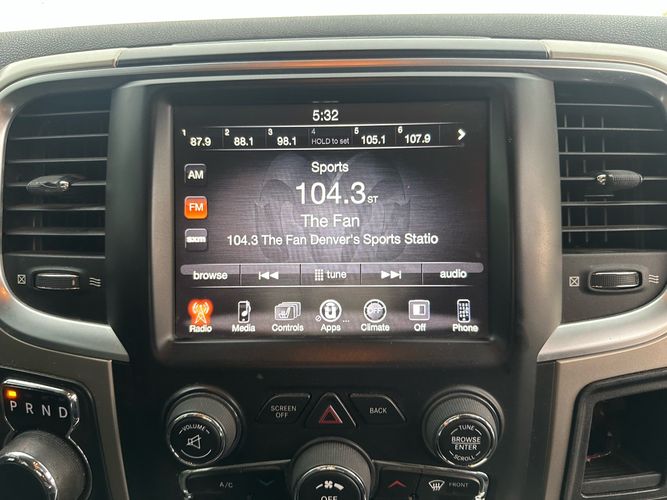 5:32
1 2 3 4 5 6
87.9 88.1 98.1 HOLD to set 105.1 107.9
Sports
AM
104.3 ST
FM
The Fan
104.3 The Fan Denver's Sports Statio
browse tune audio
Radio Media Controls Apps Climate Off Phone
P R N D
VOLUME
SCREEN OFF
BACK
TUNE
BROWSE
ENTER
SCROLL
A/C
OFF
FRONT